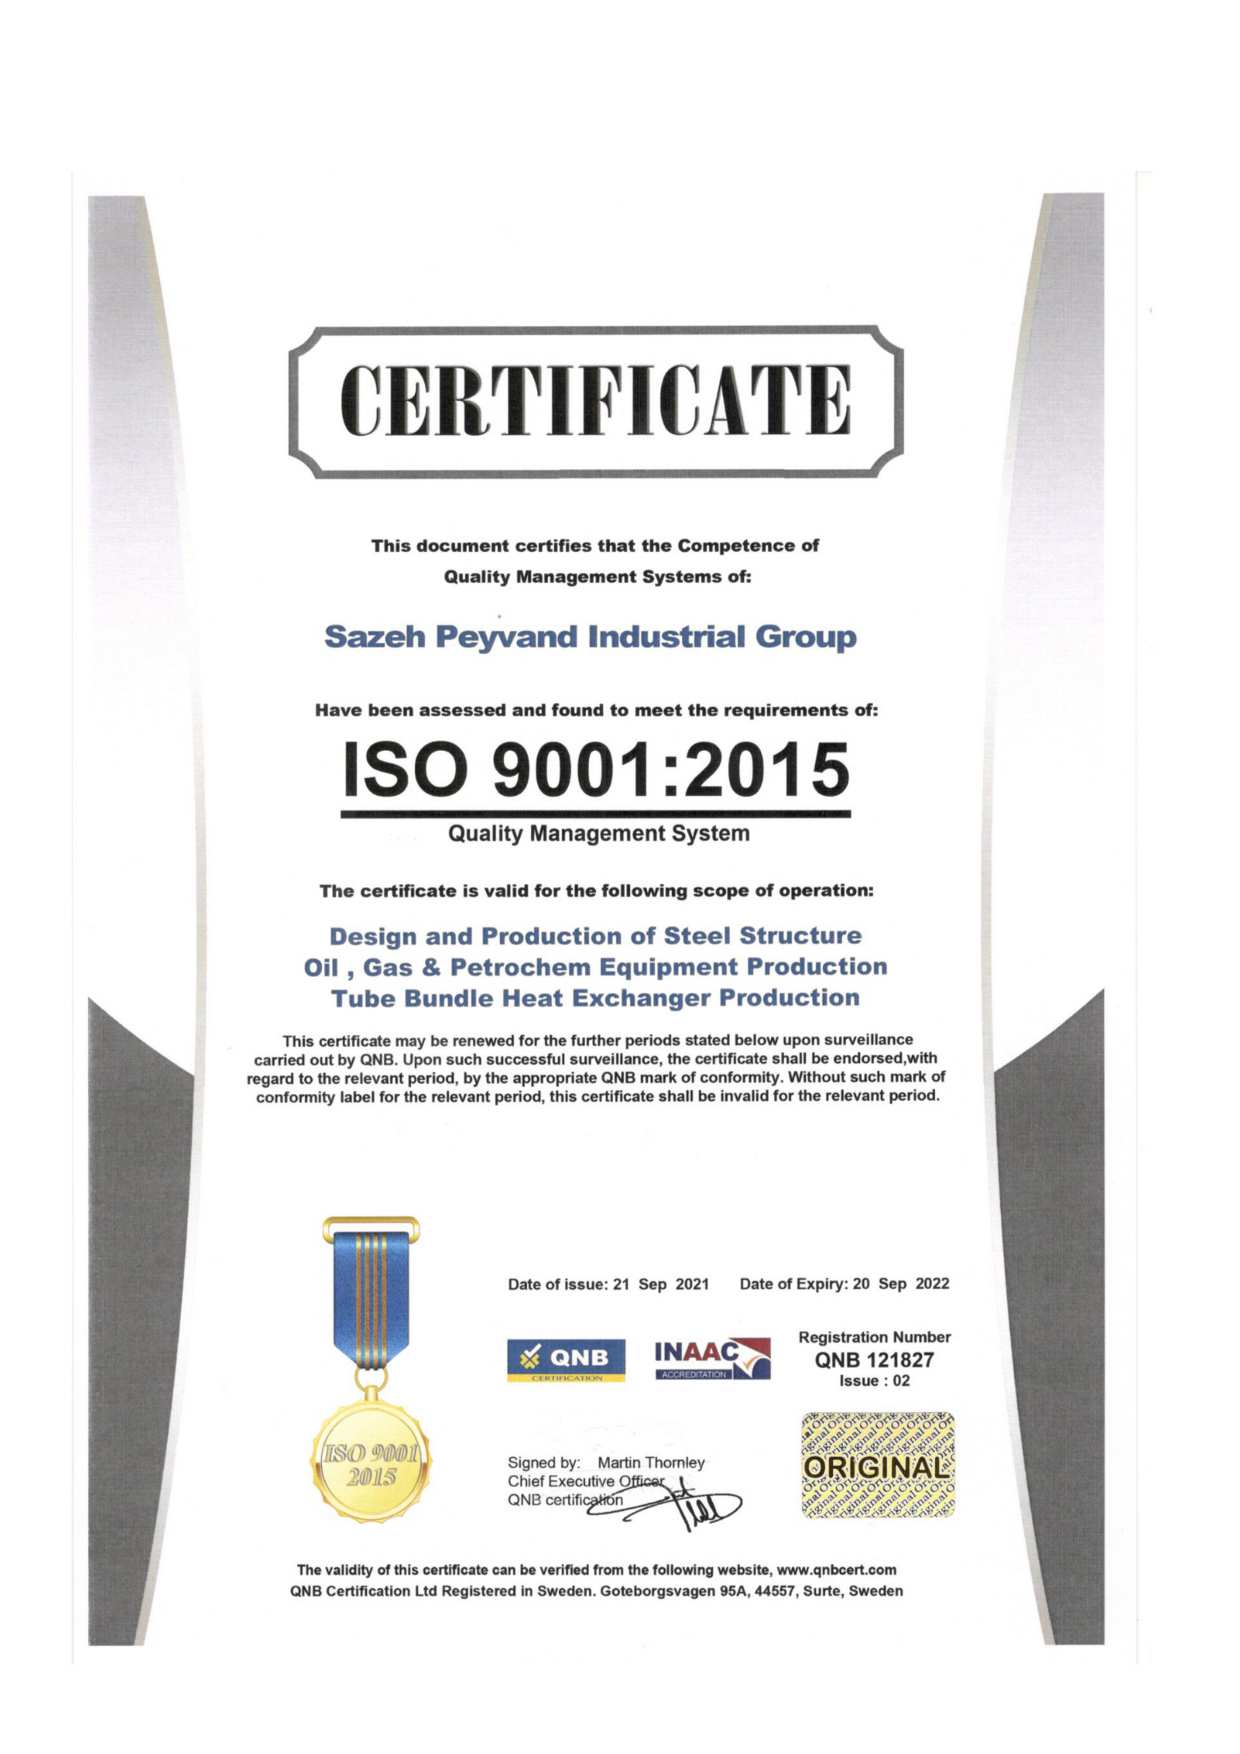 CERTIFICATE
This document certifies that the Competence of
Quality Management Systems of:
Sazeh Peyvand Industrial Group
Have been assessed and found to meet the requirements of:
ISO 9001:2015
Quality Management System
The certificate is valid for the following scope of operation:
Design and Production of Steel Structure
Oil , Gas & Petrochem Equipment Production
Tube Bundle Heat Exchanger Production
This certificate may be renewed for the further periods stated below upon surveillance
carried out by QNB. Upon such successful surveillance, the certificate shall be endorsed,with
regard to the relevant period, by the appropriate QNB mark of conformity. Without such mark of
conformity label for the relevant period, this certificate shall be invalid for the relevant period.
Date of issue: 21 Sep 2021 Date of Expiry: 20 Sep 2022
QNB
CERTIFICATION
INAAC
ACCREDITATION
Registration Number
QNB 121827
Issue : 02
ISO 9001
2015
Signed by: Martin Thornley
Chief Executive Officer
QNB certification
ORIGINAL
The validity of this certificate can be verified from the following website, www.qnbcert.com
QNB Certification Ltd Registered in Sweden. Goteborgsvagen 95A, 44557, Surte, Sweden